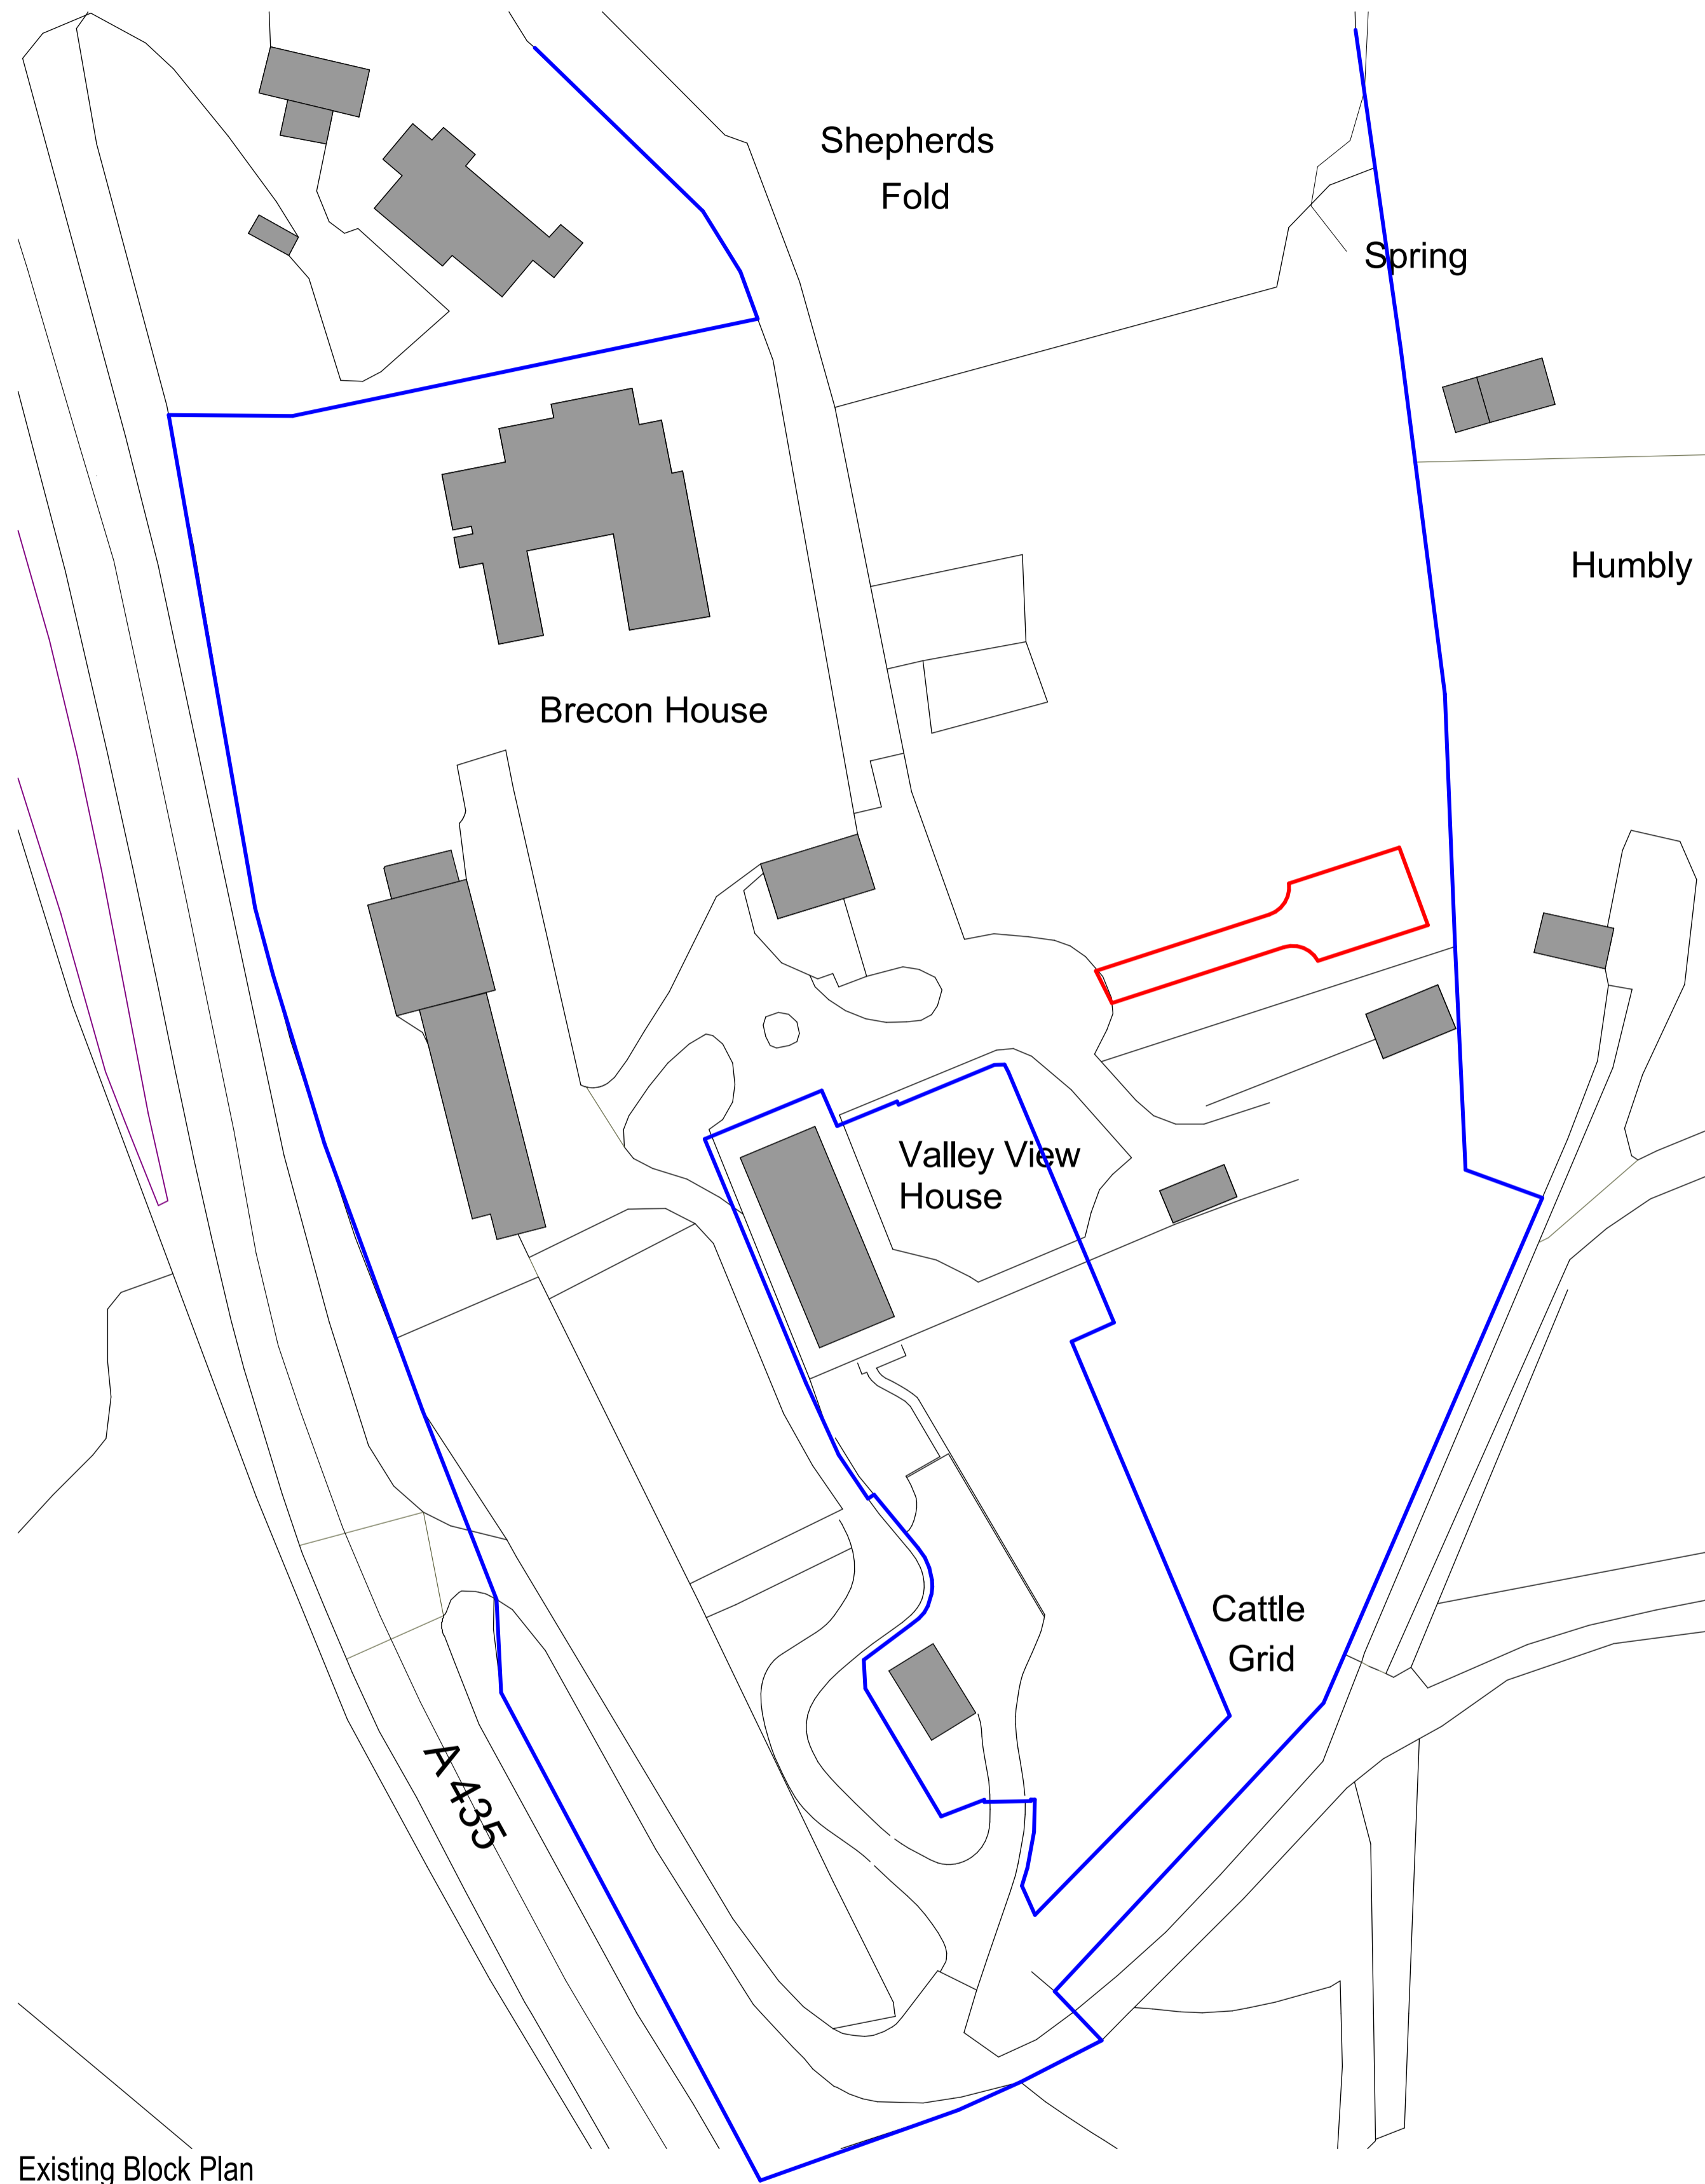 Shepherds
Fold
Spring
Humbly
Brecon House
Valley View
House
Cattle
Grid
A 435
Existing Block Plan